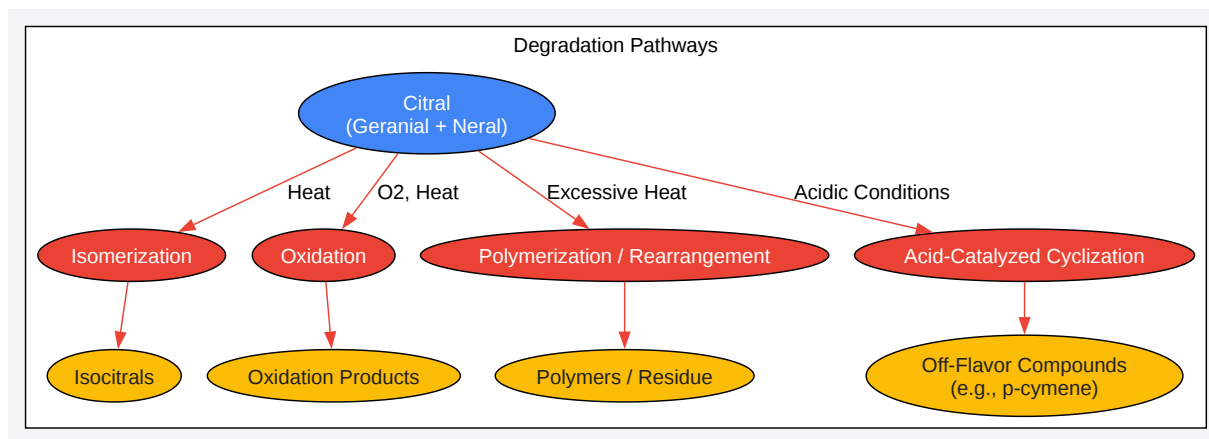 Degradation Pathways
Citral
(Geranial + Neral)
Heat
O2, Heat
Excessive Heat
Acidic Conditions
Isomerization
Oxidation
Polymerization / Rearrangement
Acid-Catalyzed Cyclization
Isocitrals
Oxidation Products
Polymers / Residue
Off-Flavor Compounds
(e.g., p-cymene)